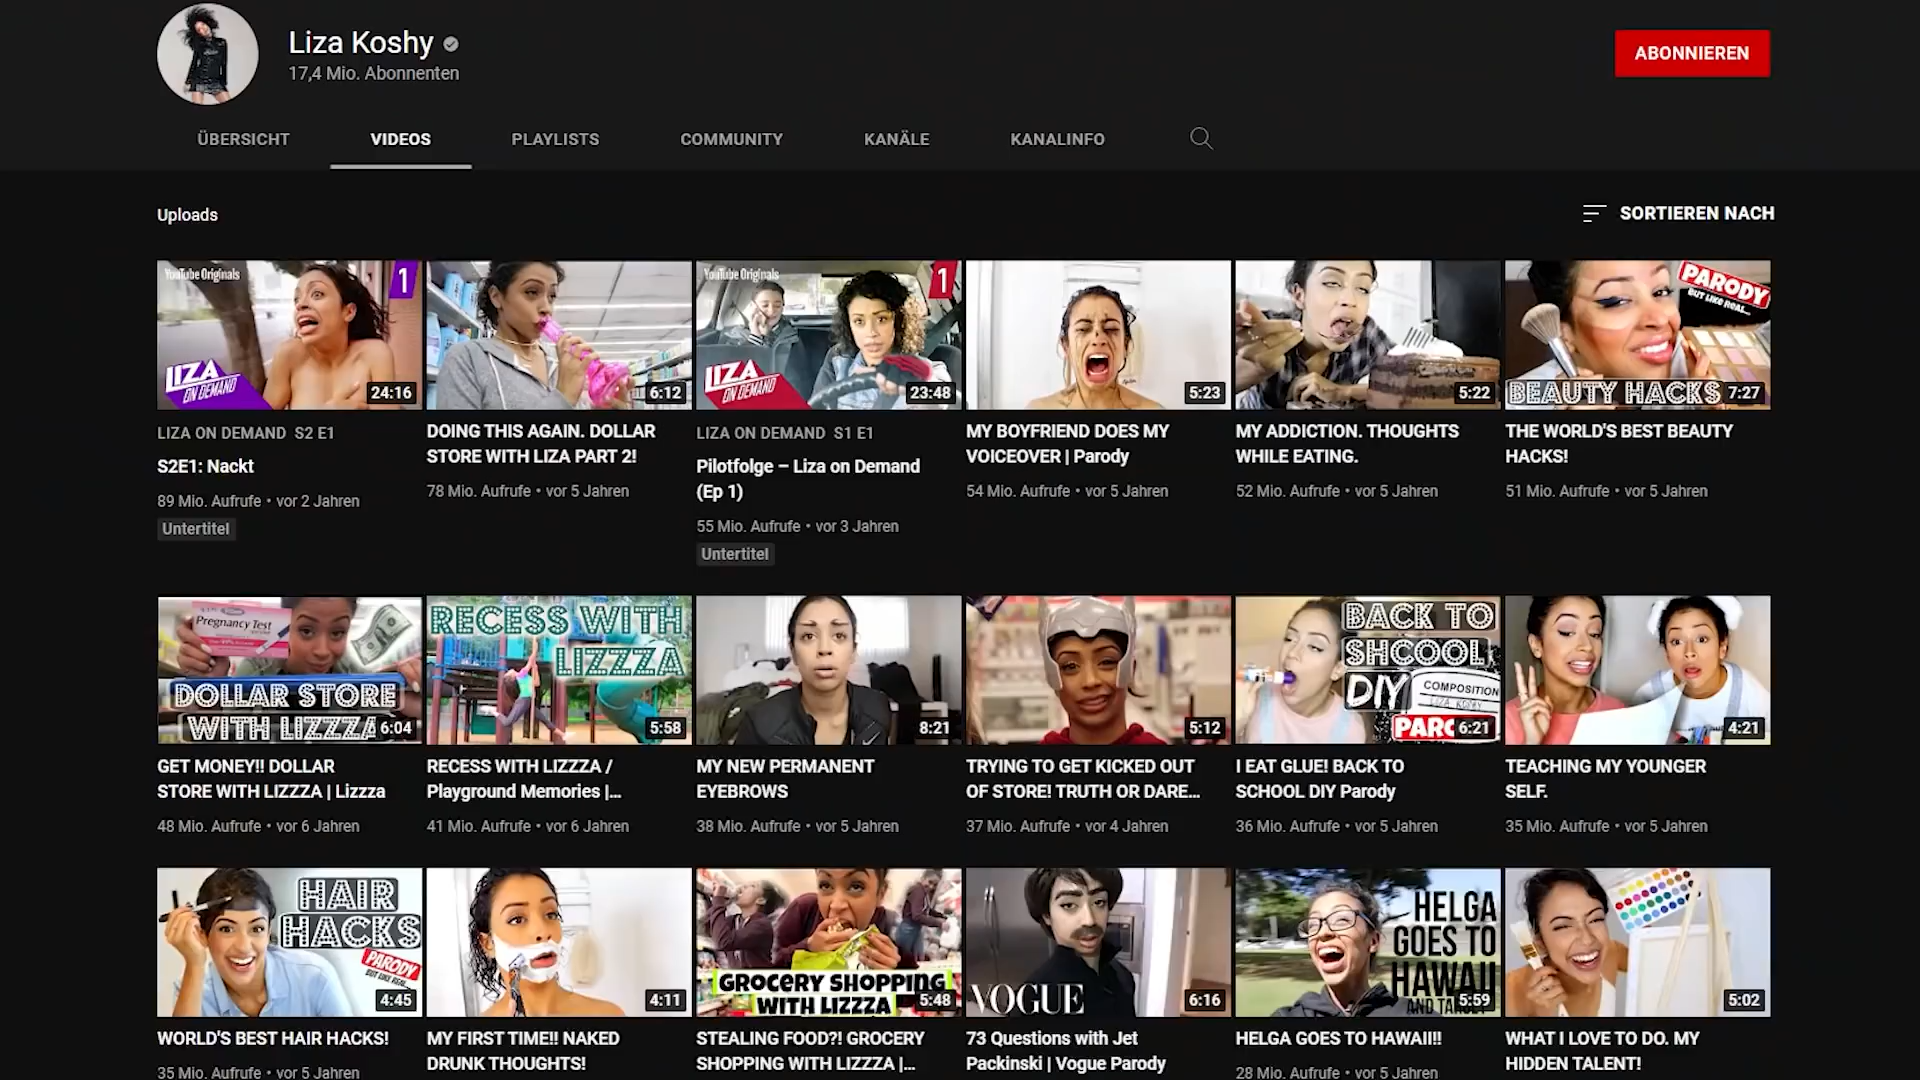 Liza Koshy
17,4 Mio. Abonnenten
ABONNIEREN
ÜBERSICHT
VIDEOS
PLAYLISTS
COMMUNITY
KANÄLE
KANALINFO
Uploads
SORTIEREN NACH
YouTube Originals
1
LIZA
ON DEMAND
24:16
6:12
YouTube Originals
1
LIZA
ON DEMAND
23:48
5:23
5:22
PARODY
BUT LIKE REAL...
BEAUTY HACKS
7:27
LIZA ON DEMAND S2 E1
S2E1: Nackt
89 Mio. Aufrufe • vor 2 Jahren
Untertitel
DOING THIS AGAIN. DOLLAR
STORE WITH LIZA PART 2!
78 Mio. Aufrufe • vor 5 Jahren
LIZA ON DEMAND S1 E1
Pilotfolge – Liza on Demand
(Ep 1)
55 Mio. Aufrufe • vor 3 Jahren
Untertitel
MY BOYFRIEND DOES MY
VOICEOVER | Parody
54 Mio. Aufrufe • vor 5 Jahren
MY ADDICTION. THOUGHTS
WHILE EATING.
52 Mio. Aufrufe • vor 5 Jahren
THE WORLD'S BEST BEAUTY
HACKS!
51 Mio. Aufrufe • vor 5 Jahren
Pregnancy Test
DOLLAR STORE
WITH LIZZZA
6:04
RECESS WITH
LIZZZA
5:58
8:21
5:12
BACK TO
SHCOOL
DIY
COMPOSITION
LIZA KOSHY
PARO
6:21
4:21
GET MONEY!! DOLLAR
STORE WITH LIZZZA | Lizzza
48 Mio. Aufrufe • vor 6 Jahren
RECESS WITH LIZZZA /
Playground Memories |...
41 Mio. Aufrufe • vor 6 Jahren
MY NEW PERMANENT
EYEBROWS
38 Mio. Aufrufe • vor 5 Jahren
TRYING TO GET KICKED OUT
OF STORE! TRUTH OR DARE...
37 Mio. Aufrufe • vor 4 Jahren
I EAT GLUE! BACK TO
SCHOOL DIY Parody
36 Mio. Aufrufe • vor 5 Jahren
TEACHING MY YOUNGER
SELF.
35 Mio. Aufrufe • vor 5 Jahren
HAIR
HACKS
PARODY
BUT LIKE REAL...
4:45
4:11
GROCERY SHOPPING
WITH LIZZZA
5:48
VOGUE
6:16
HELGA
GOES TO
HAWAII
AND TARGET
5:59
5:02
WORLD'S BEST HAIR HACKS!
35 Mio. Aufrufe • vor 5 Jahren
MY FIRST TIME!! NAKED
DRUNK THOUGHTS!
STEALING FOOD?! GROCERY
SHOPPING WITH LIZZZA |...
73 Questions with Jet
Packinski | Vogue Parody
HELGA GOES TO HAWAII!!
28 Mio. Aufrufe • vor 5 Jahren
WHAT I LOVE TO DO. MY
HIDDEN TALENT!